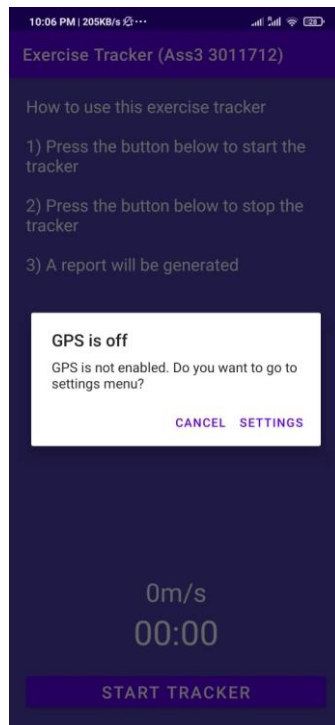 10:06 PM | 205KB/s ...
28
Exercise Tracker (Ass3 3011712)
How to use this exercise tracker
1) Press the button below to start the
tracker
2) Press the button below to stop the
tracker
3) A report will be generated
GPS is off
GPS is not enabled. Do you want to go to
settings menu?
CANCEL SETTINGS
0m/s
00:00
START TRACKER